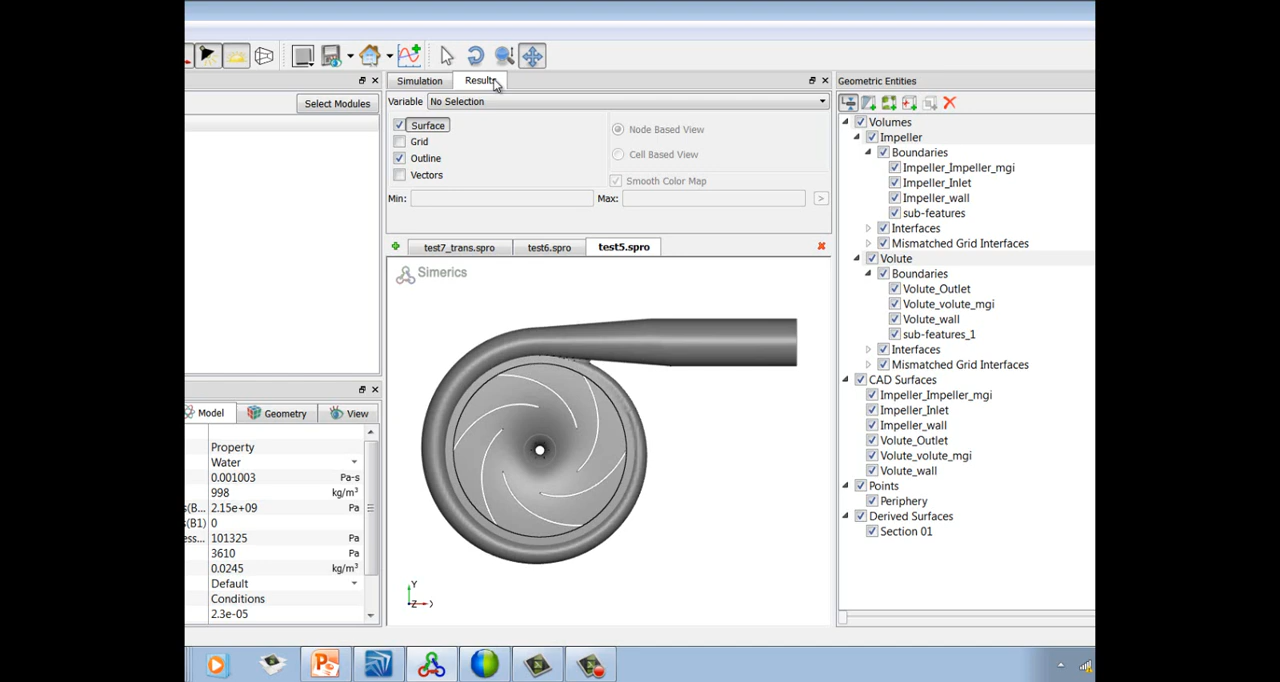 Simulation
Results
Geometric Entities
Select Modules
Variable No Selection
Surface
Grid
Outline
Vectors
Node Based View
Cell Based View
Smooth Color Map
Min:
Max:
>
test7_trans.spro
test6.spro
test5.spro
Simerics
Y
Z
X
Model
Geometry
View
Property
Water
0.001003 Pa-s
998 kg/m³
s(B... 2.15e+09 Pa
s(B1) 0
ess... 101325 Pa
3610 Pa
0.0245 kg/m³
Default
Conditions
2.3e-05
Volumes
Impeller
Boundaries
Impeller_Impeller_mgi
Impeller_Inlet
Impeller_wall
sub-features
Interfaces
Mismatched Grid Interfaces
Volute
Boundaries
Volute_Outlet
Volute_volute_mgi
Volute_wall
sub-features_1
Interfaces
Mismatched Grid Interfaces
CAD Surfaces
Impeller_Impeller_mgi
Impeller_Inlet
Impeller_wall
Volute_Outlet
Volute_volute_mgi
Volute_wall
Points
Periphery
Derived Surfaces
Section 01